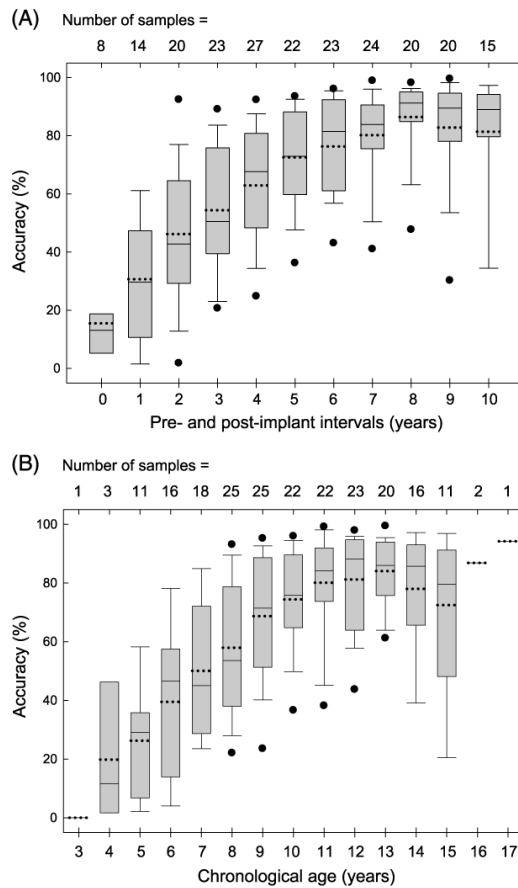 (A) Number of samples =
8 14 20 23 27 22 23 24 20 20 15
100
80
60
40
20
0
Accuracy (%)
0 1 2 3 4 5 6 7 8 9 10
Pre- and post-implant intervals (years)
(B) Number of samples =
1 3 11 16 18 25 25 22 22 23 20 16 11 2 1
100
80
60
40
20
0
Accuracy (%)
3 4 5 6 7 8 9 10 11 12 13 14 15 16 17
Chronological age (years)